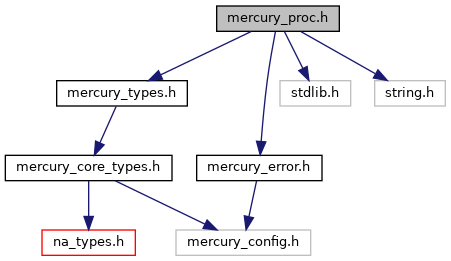 mercury_proc.h
mercury_types.h
stdlib.h
string.h
mercury_core_types.h
mercury_error.h
na_types.h
mercury_config.h